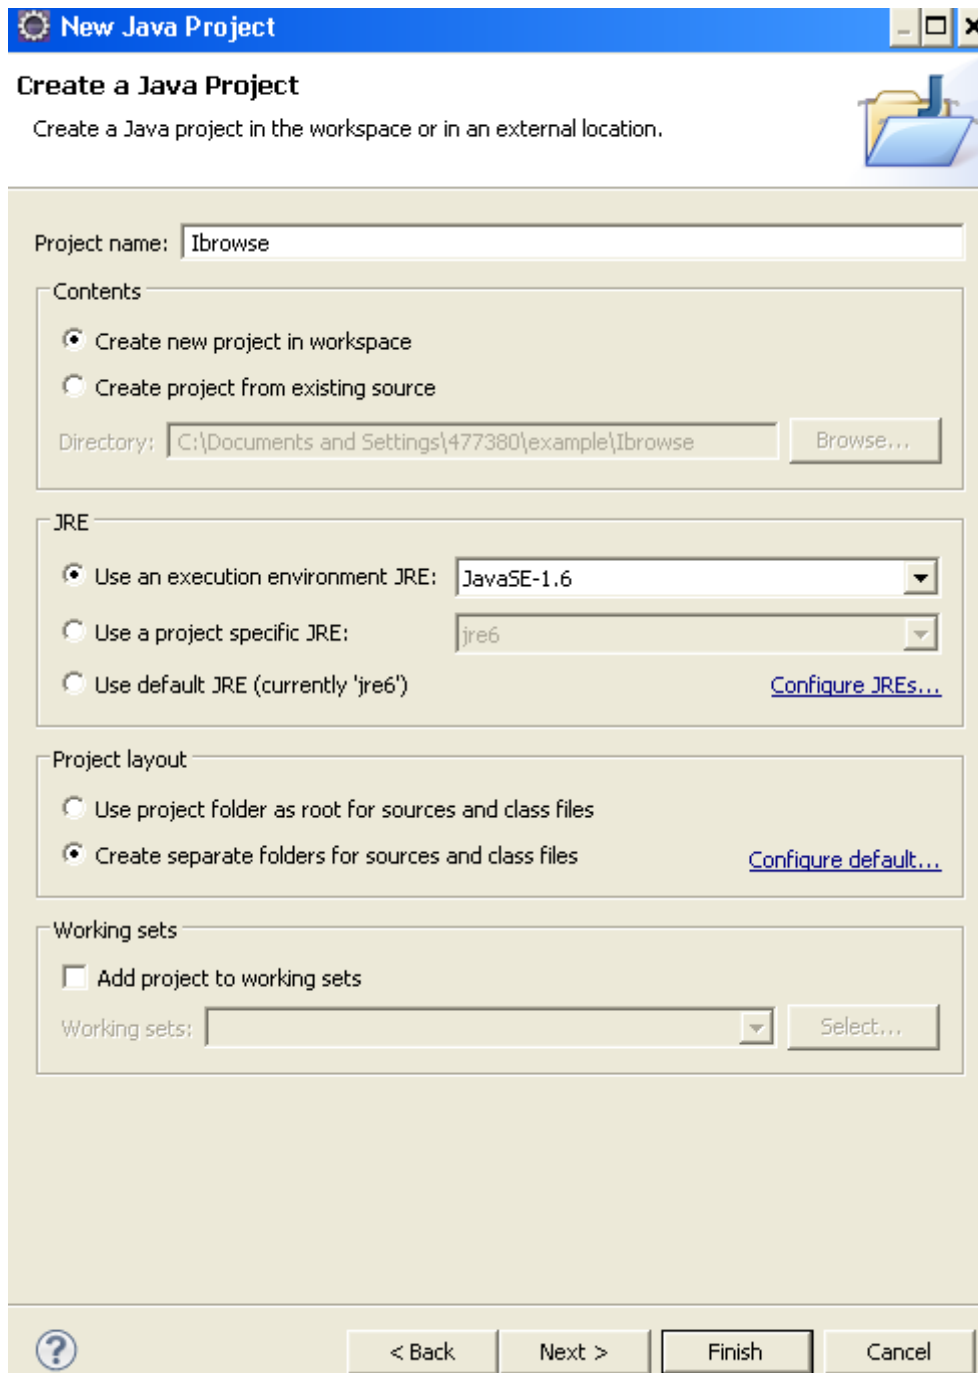 New Java Project
Create a Java Project
Create a Java project in the workspace or in an external location.
Project name: Ibrowse
Contents
Create new project in workspace
Create project from existing source
Directory: C:\Documents and Settings\477380\example\Ibrowse Browse...
JRE
Use an execution environment JRE: JavaSE-1.6
Use a project specific JRE: jre6
Use default JRE (currently 'jre6') Configure JREs...
Project layout
Use project folder as root for sources and class files
Create separate folders for sources and class files Configure default...
Working sets
Add project to working sets
Working sets: Select...
? < Back Next > Finish Cancel